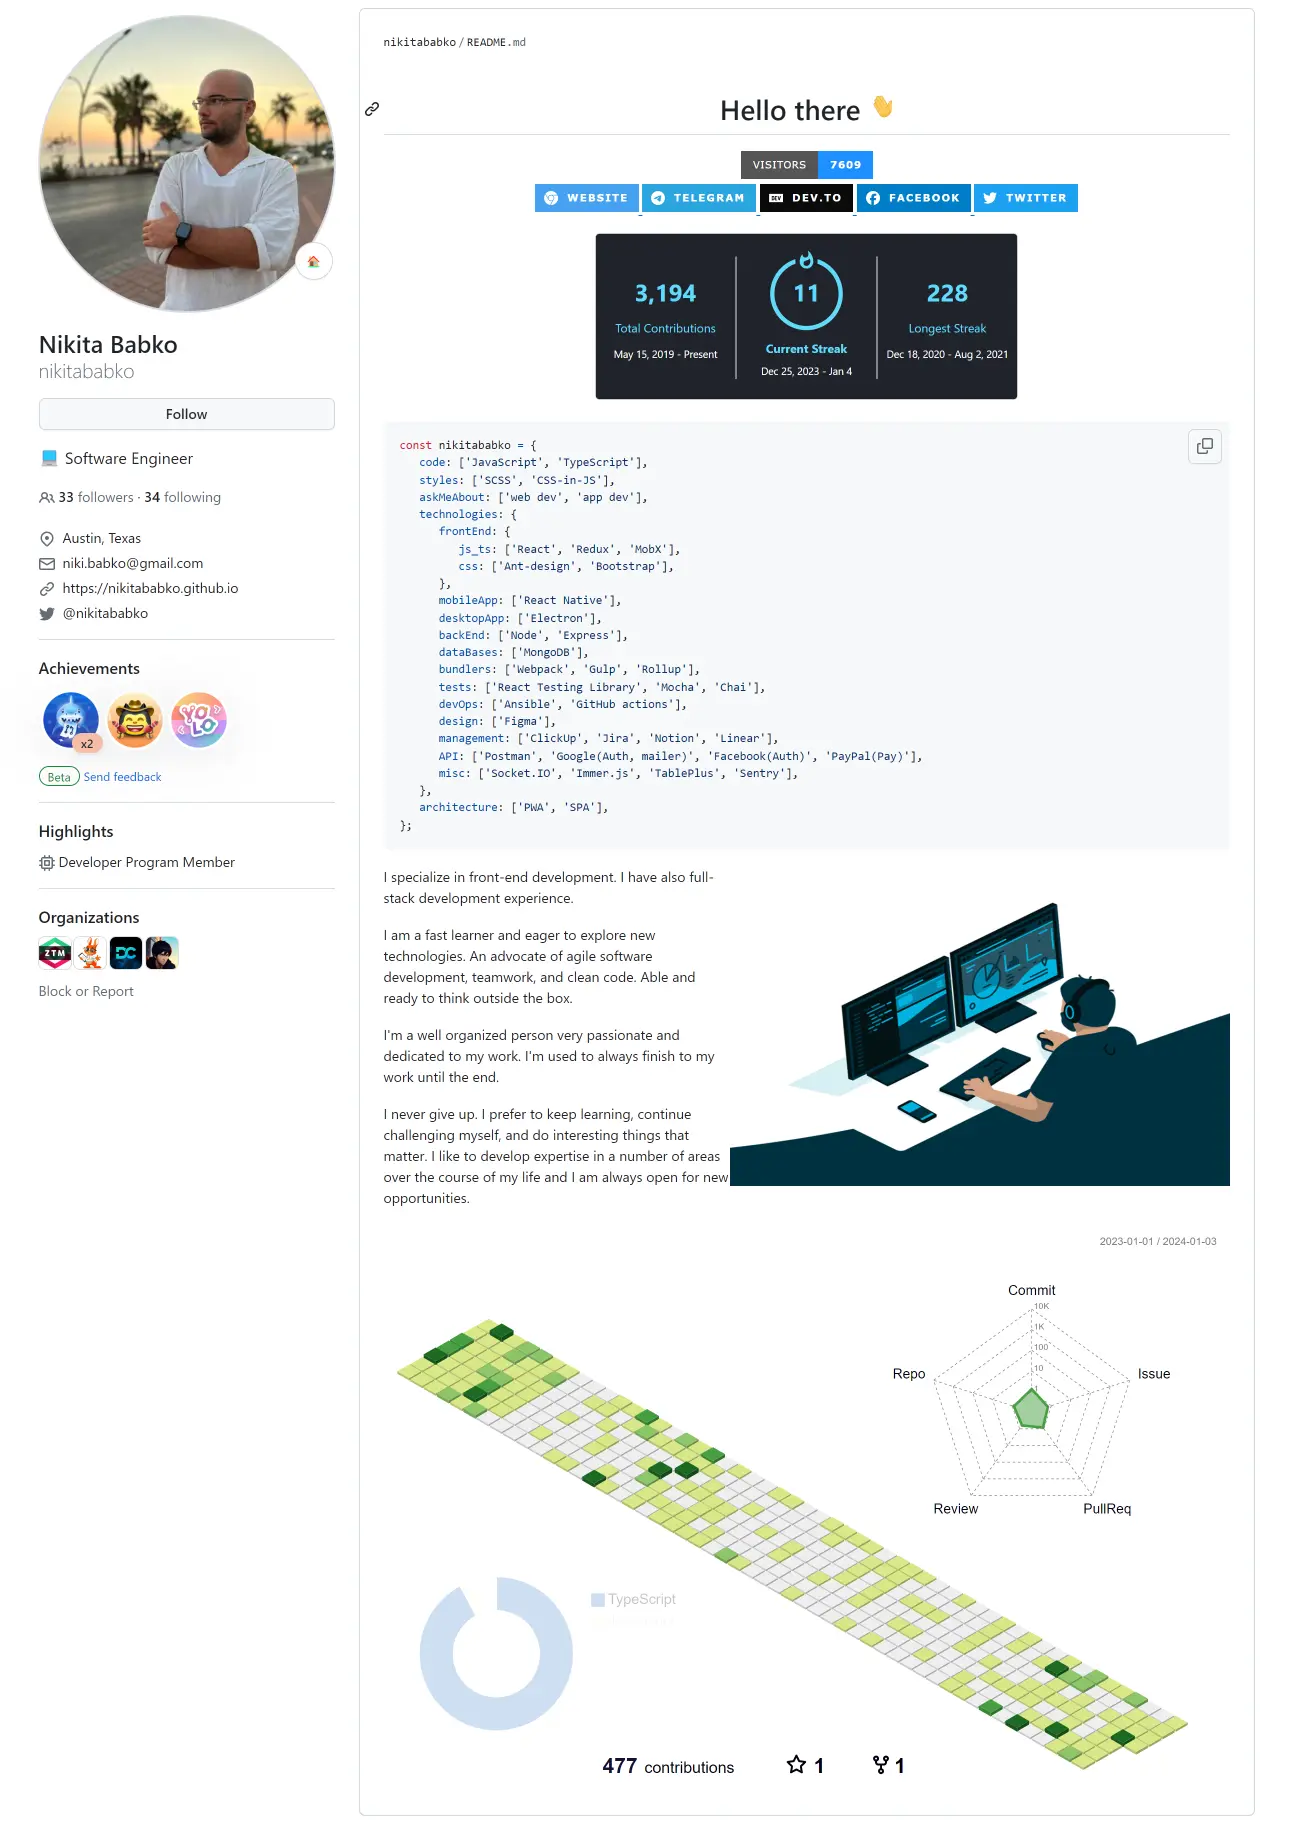 Nikita Babko
nikitababko
Follow
Software Engineer
33 followers · 34 following
Austin, Texas
niki.babko@gmail.com
https://nikitababko.github.io
@nikitababko
Achievements
x2
YOLO
Beta Send feedback
Highlights
Developer Program Member
Organizations
ZTM
DC
Block or Report
nikitababko / README.md
Hello there
VISITORS 7609
WEBSITE TELEGRAM DEV DEV.TO FACEBOOK TWITTER
3,194
Total Contributions
May 15, 2019 - Present
11
Current Streak
Dec 25, 2023 - Jan 4
228
Longest Streak
Dec 18, 2020 - Aug 2, 2021
const nikitababko = {
code: ['JavaScript', 'TypeScript'],
styles: ['SCSS', 'CSS-in-JS'],
askMeAbout: ['web dev', 'app dev'],
technologies: {
frontEnd: {
js_ts: ['React', 'Redux', 'MobX'],
css: ['Ant-design', 'Bootstrap'],
},
mobileApp: ['React Native'],
desktopApp: ['Electron'],
backEnd: ['Node', 'Express'],
dataBases: ['MongoDB'],
bundlers: ['Webpack', 'Gulp', 'Rollup'],
tests: ['React Testing Library', 'Mocha', 'Chai'],
devOps: ['Ansible', 'GitHub actions'],
design: ['Figma'],
management: ['ClickUp', 'Jira', 'Notion', 'Linear'],
API: ['Postman', 'Google(Auth, mailer)', 'Facebook(Auth)', 'PayPal(Pay)'],
misc: ['Socket.IO', 'Immer.js', 'TablePlus', 'Sentry'],
},
architecture: ['PWA', 'SPA'],
};
I specialize in front-end development. I have also full-
stack development experience.
I am a fast learner and eager to explore new
technologies. An advocate of agile software
development, teamwork, and clean code. Able and
ready to think outside the box.
I'm a well organized person very passionate and
dedicated to my work. I'm used to always finish to my
work until the end.
I never give up. I prefer to keep learning, continue
challenging myself, and do interesting things that
matter. I like to develop expertise in a number of areas
over the course of my life and I am always open for new
opportunities.
2023-01-01 / 2024-01-03
Commit
10K
1K
100
10
1
Repo
Issue
Review
PullReq
TypeScript
477 contributions
1
1